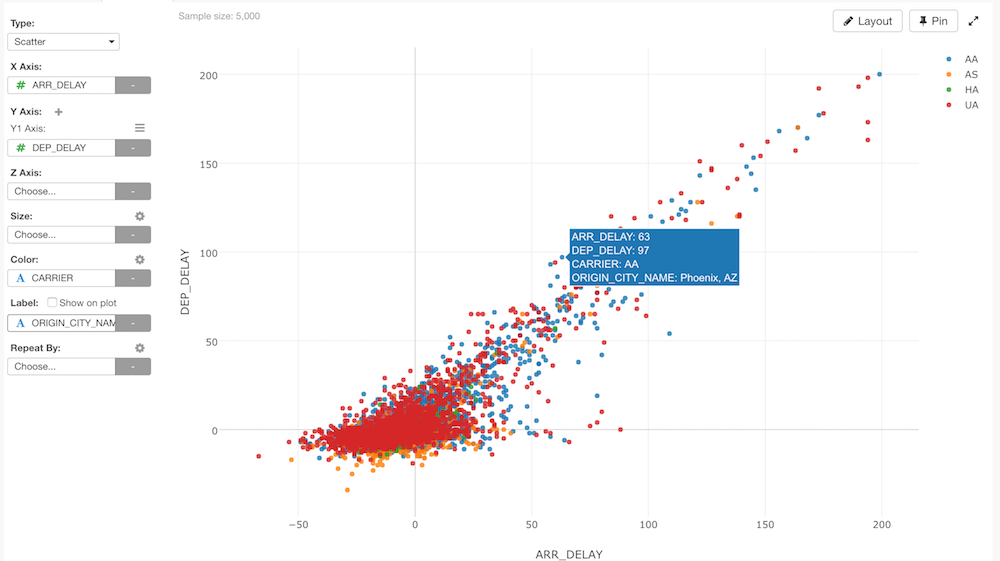 Type:
Scatter
X Axis:
# ARR_DELAY -
Y Axis: +
Y1 Axis:
# DEP_DELAY -
Z Axis:
Choose... -
Size:
Choose... -
Color:
A CARRIER -
Label: Show on plot
A ORIGIN_CITY_NAM -
Repeat By:
Choose... -
Sample size: 5,000
Layout
Pin
AA
AS
HA
UA
DEP_DELAY
200
150
100
50
0
ARR_DELAY: 63
DEP_DELAY: 97
CARRIER: AA
ORIGIN_CITY_NAME: Phoenix, AZ
−50 0 50 100 150 200
ARR_DELAY